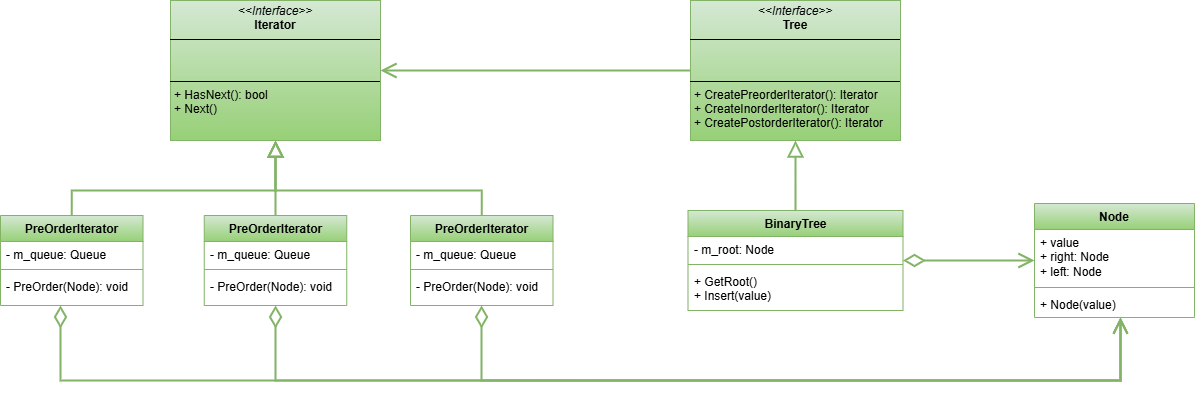 <<Interface>>
Iterator
+ HasNext(): bool
+ Next()
<<Interface>>
Tree
+ CreatePreorderIterator(): Iterator
+ CreateInorderIterator(): Iterator
+ CreatePostorderIterator(): Iterator
PreOrderIterator
- m_queue: Queue
- PreOrder(Node): void
PreOrderIterator
- m_queue: Queue
- PreOrder(Node): void
PreOrderIterator
- m_queue: Queue
- PreOrder(Node): void
BinaryTree
- m_root: Node
+ GetRoot()
+ Insert(value)
Node
+ value
+ right: Node
+ left: Node
+ Node(value)